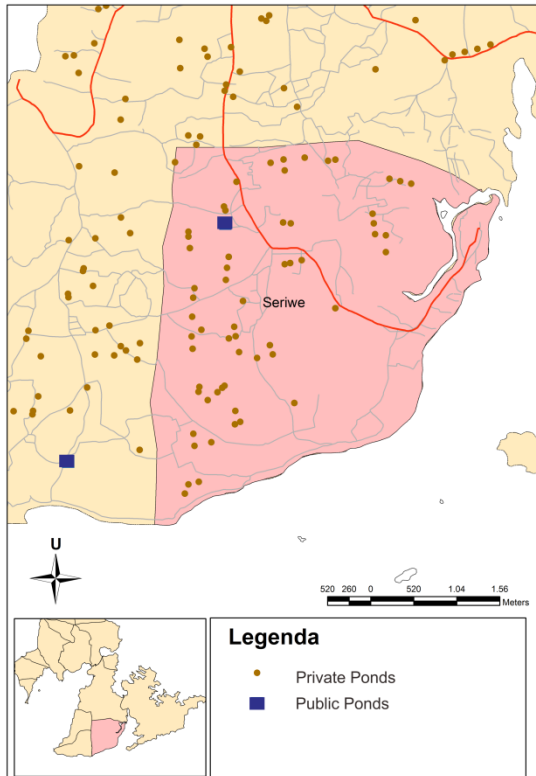 Seriwe
U
520 260 0 520 1.04 1.56
Meters
Legenda
Private Ponds
Public Ponds